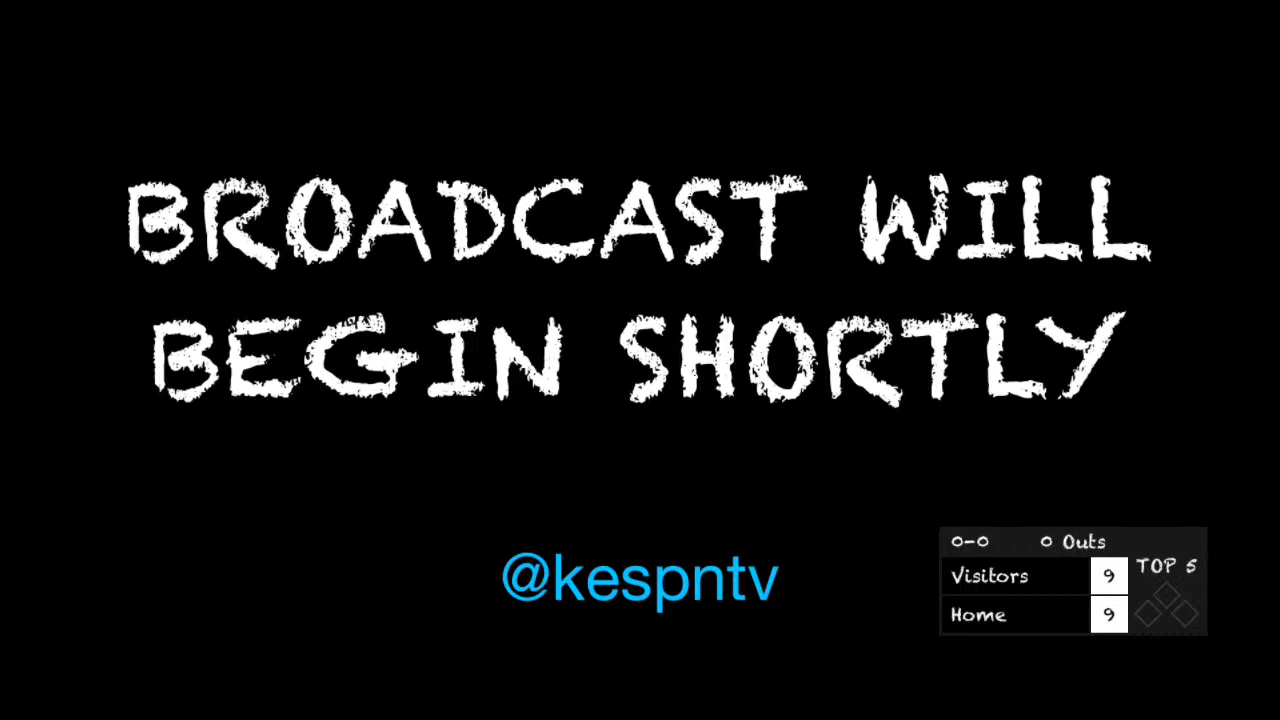 BROADCAST WILL
BEGIN SHORTLY
@kespntv
0-0 0 Outs
Visitors 9
TOP 5
Home 9